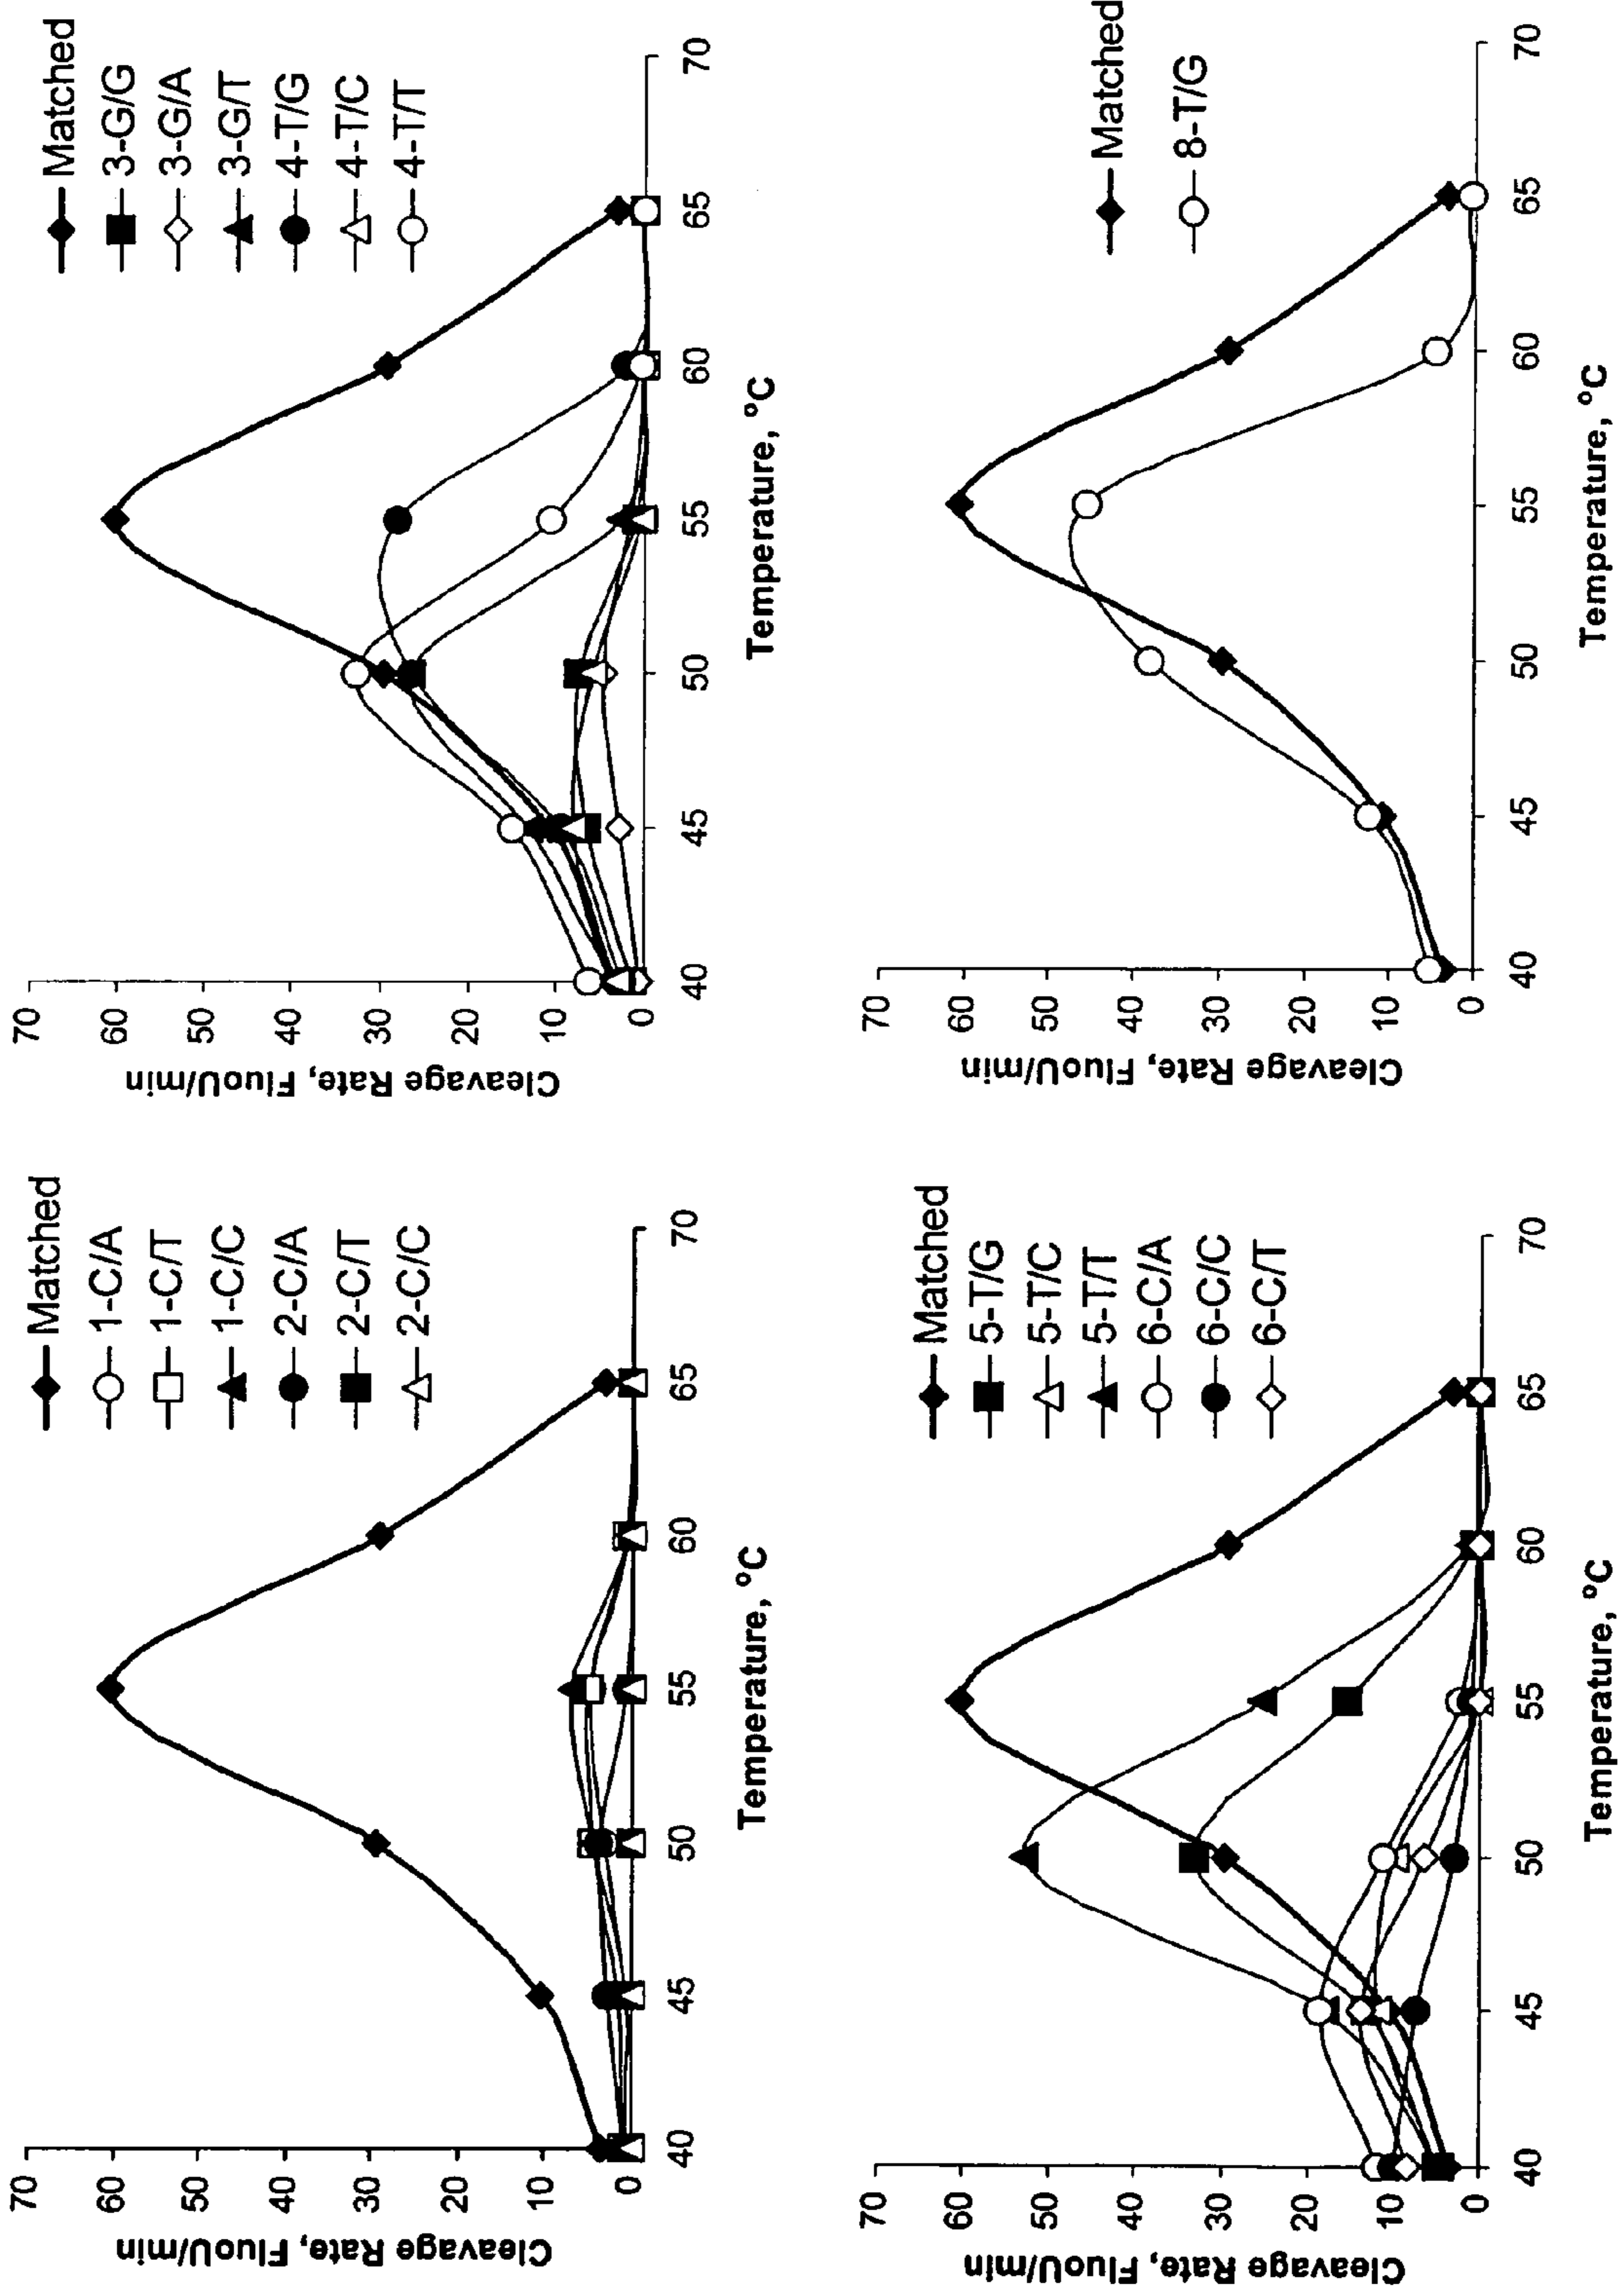 Cleavage Rate, FluoU/min
70
60
50
40
30
20
10
0
40
45
50
55
60
65
70
Temperature, °C
Matched
1-C/A
1-C/T
1-C/C
2-C/A
2-C/T
2-C/C
Cleavage Rate, FluoU/min
70
60
50
40
30
20
10
0
40
45
50
55
60
65
70
Temperature, °C
Matched
3-G/G
3-G/A
3-G/T
4-T/G
4-T/C
4-T/T
Cleavage Rate, FluoU/min
70
60
50
40
30
20
10
0
40
45
50
55
60
65
70
Temperature, °C
Matched
5-T/G
5-T/C
5-T/T
6-C/A
6-C/C
6-C/T
Cleavage Rate, FluoU/min
70
60
50
40
30
20
10
0
40
45
50
55
60
65
70
Temperature, °C
Matched
8-T/G